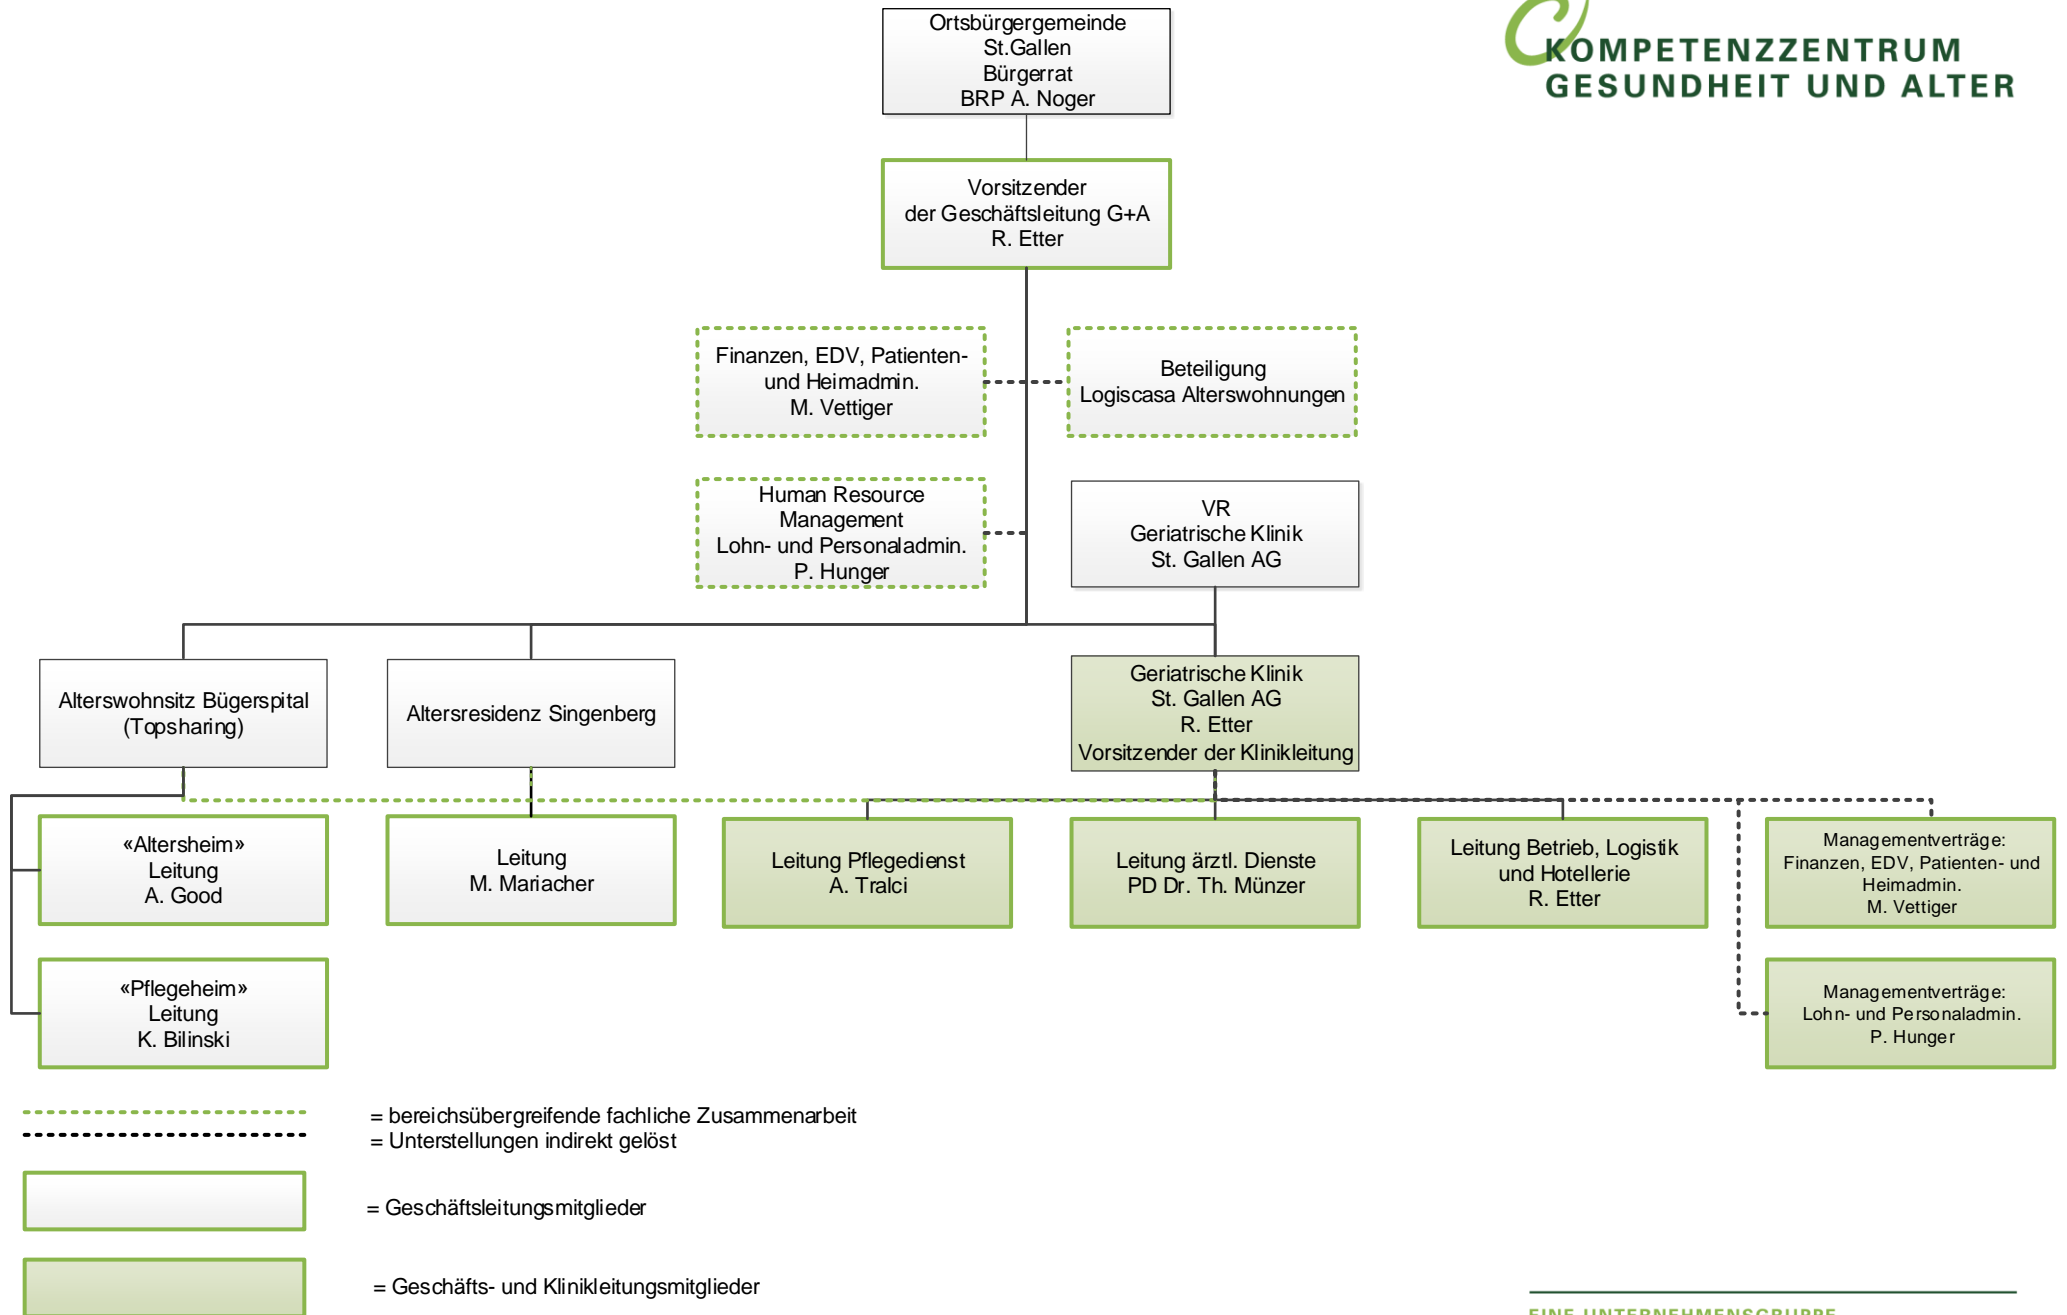 Ortsbürgergemeinde
St.Gallen
Bürgerrat
BRP A. Noger
KOMPETENZZENTRUM
GESUNDHEIT UND ALTER
Vorsitzender
der Geschäftsleitung G+A
R. Etter
Finanzen, EDV, Patienten-
und Heimadmin.
M. Vettiger
Beteiligung
Logiscasa Alterswohnungen
Human Resource
Management
Lohn- und Personaladmin.
P. Hunger
VR
Geriatrische Klinik
St. Gallen AG
Alterswohnsitz Bügerspital
(Topsharing)
Altersresidenz Singenberg
Geriatrische Klinik
St. Gallen AG
R. Etter
Vorsitzender der Klinikleitung
«Altersheim»
Leitung
A. Good
Leitung
M. Mariacher
Leitung Pflegedienst
A. Tralci
Leitung ärztl. Dienste
PD Dr. Th. Münzer
Leitung Betrieb, Logistik
und Hotellerie
R. Etter
Managementverträge:
Finanzen, EDV, Patienten- und
Heimadmin.
M. Vettiger
«Pflegeheim»
Leitung
K. Bilinski
Managementverträge:
Lohn- und Personaladmin.
P. Hunger
= bereichsübergreifende fachliche Zusammenarbeit
= Unterstellungen indirekt gelöst
= Geschäftsleitungsmitglieder
= Geschäfts- und Klinikleitungsmitglieder
EINE UNTERNEHMENSGRUPPE